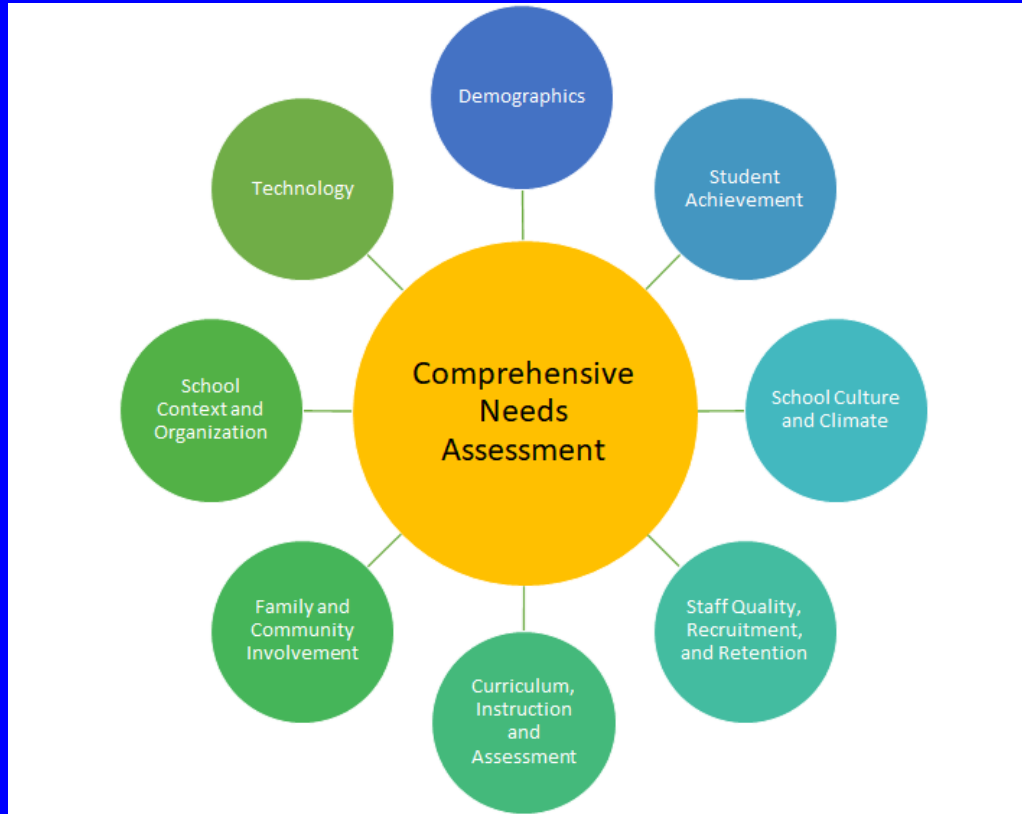 Demographics
Student
Achievement
School Culture
and Climate
Staff Quality,
Recruitment,
and Retention
Curriculum,
Instruction
and
Assessment
Family and
Community
Involvement
School
Context and
Organization
Technology
Comprehensive
Needs
Assessment